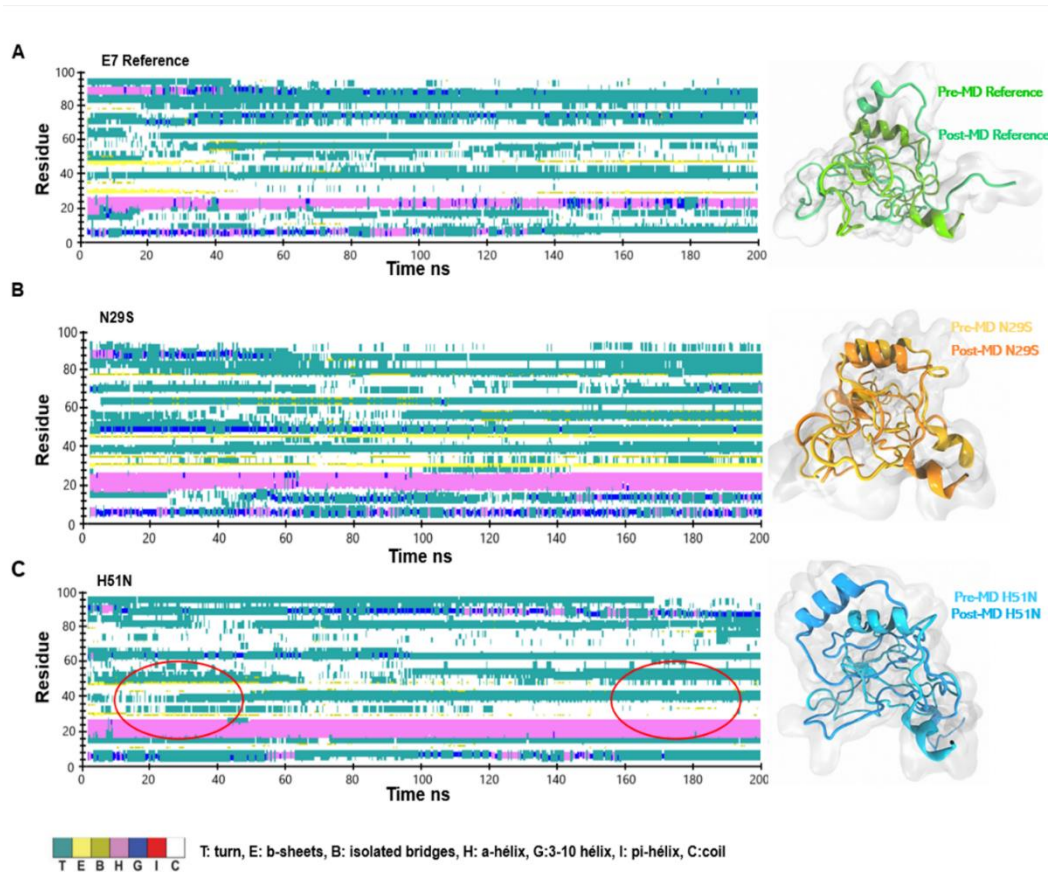 A
E7 Reference
100
80
60
40
20
0
Residue
0 20 40 60 80 100 120 140 160 180 200
Time ns
Pre-MD Reference
Post-MD Reference
B
N29S
100
80
60
40
20
0
Residue
0 20 40 60 80 100 120 140 160 180 200
Time ns
Pre-MD N29S
Post-MD N29S
C
H51N
100
80
60
40
20
0
Residue
0 20 40 60 80 100 120 140 160 180 200
Time ns
Pre-MD H51N
Post-MD H51N
T E B H G I C
T: turn, E: b-sheets, B: isolated bridges, H: a-hélix, G:3-10 hélix, I: pi-hélix, C:coil